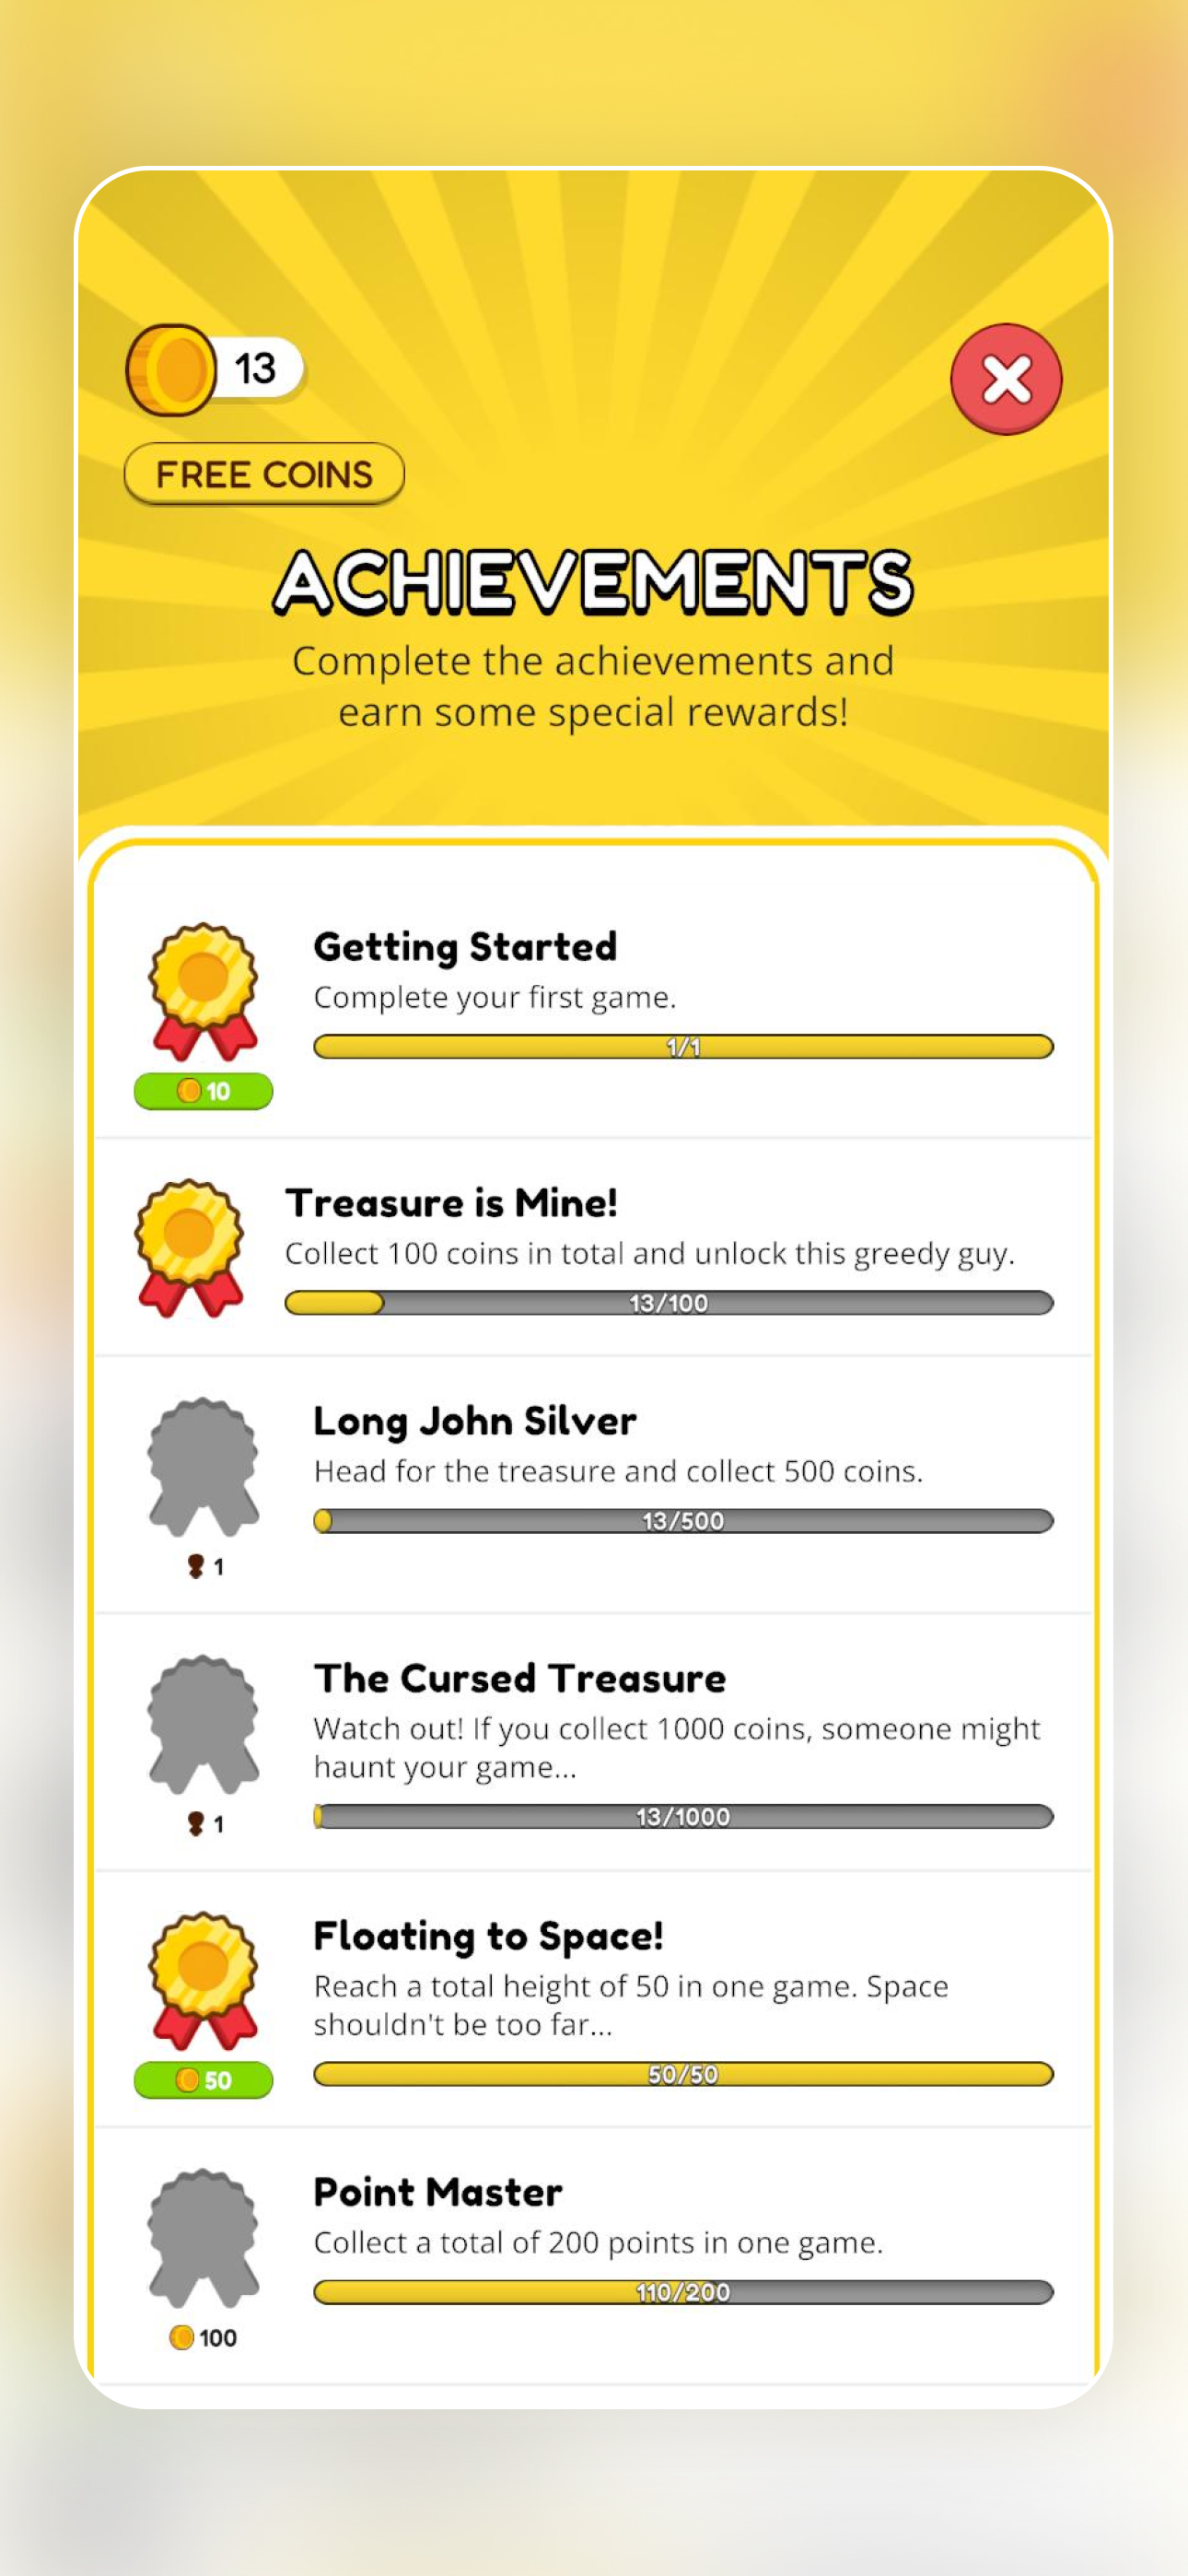 13
FREE COINS
ACHIEVEMENTS
Complete the achievements and
earn some special rewards!
Getting Started
Complete your first game.
1/1
10
Treasure is Mine!
Collect 100 coins in total and unlock this greedy guy.
13/100
Long John Silver
Head for the treasure and collect 500 coins.
13/500
1
The Cursed Treasure
Watch out! If you collect 1000 coins, someone might
haunt your game...
13/1000
1
Floating to Space!
Reach a total height of 50 in one game. Space
shouldn't be too far...
50/50
50
Point Master
Collect a total of 200 points in one game.
110/200
100